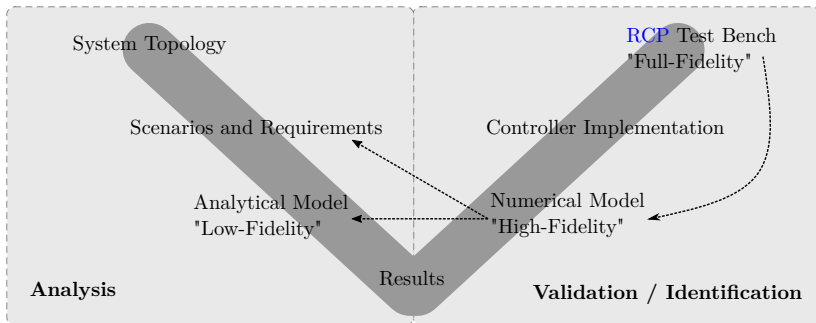 System Topology
Scenarios and Requirements
Analytical Model
"Low-Fidelity"
Results
Analysis
RCP Test Bench
"Full-Fidelity"
Controller Implementation
Numerical Model
"High-Fidelity"
Validation / Identification